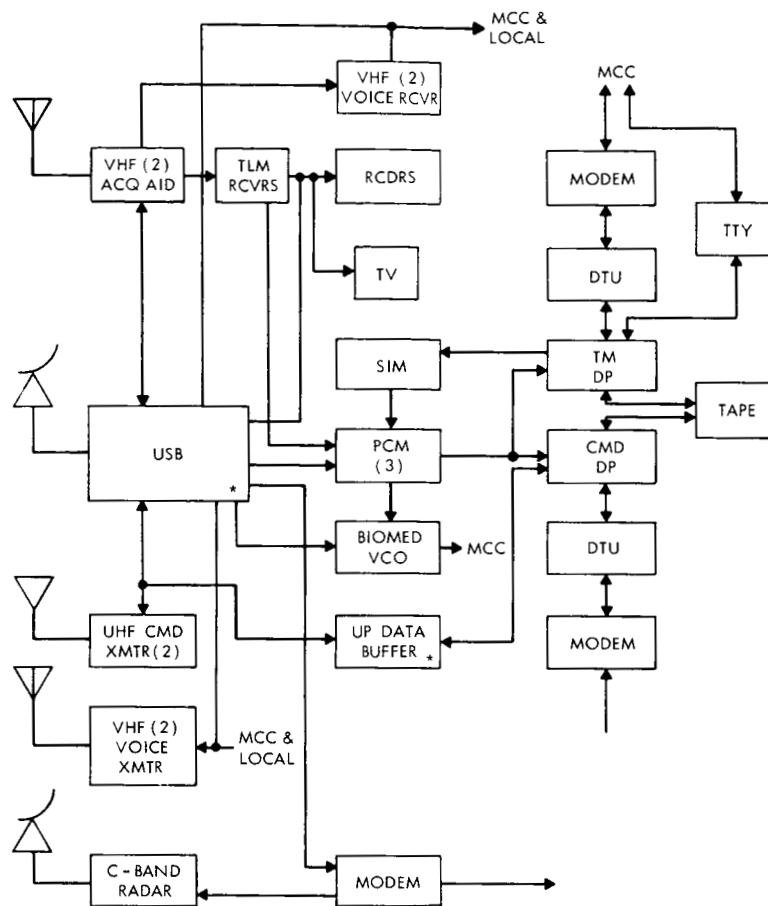 MCC &
LOCAL
VHF (2)
VOICE RCVR
MCC
VHF (2)
ACQ AID
TLM
RCVRS
RCDRS
MODEM
TTY
TV
DTU
SIM
TM
DP
TAPE
USB
*
PCM
(3)
CMD
DP
BIOMED
VCO
MCC
DTU
UHF CMD
XMTR(2)
UP DATA
BUFFER
*
MODEM
VHF (2)
VOICE
XMTR
MCC &
LOCAL
C-BAND
RADAR
MODEM